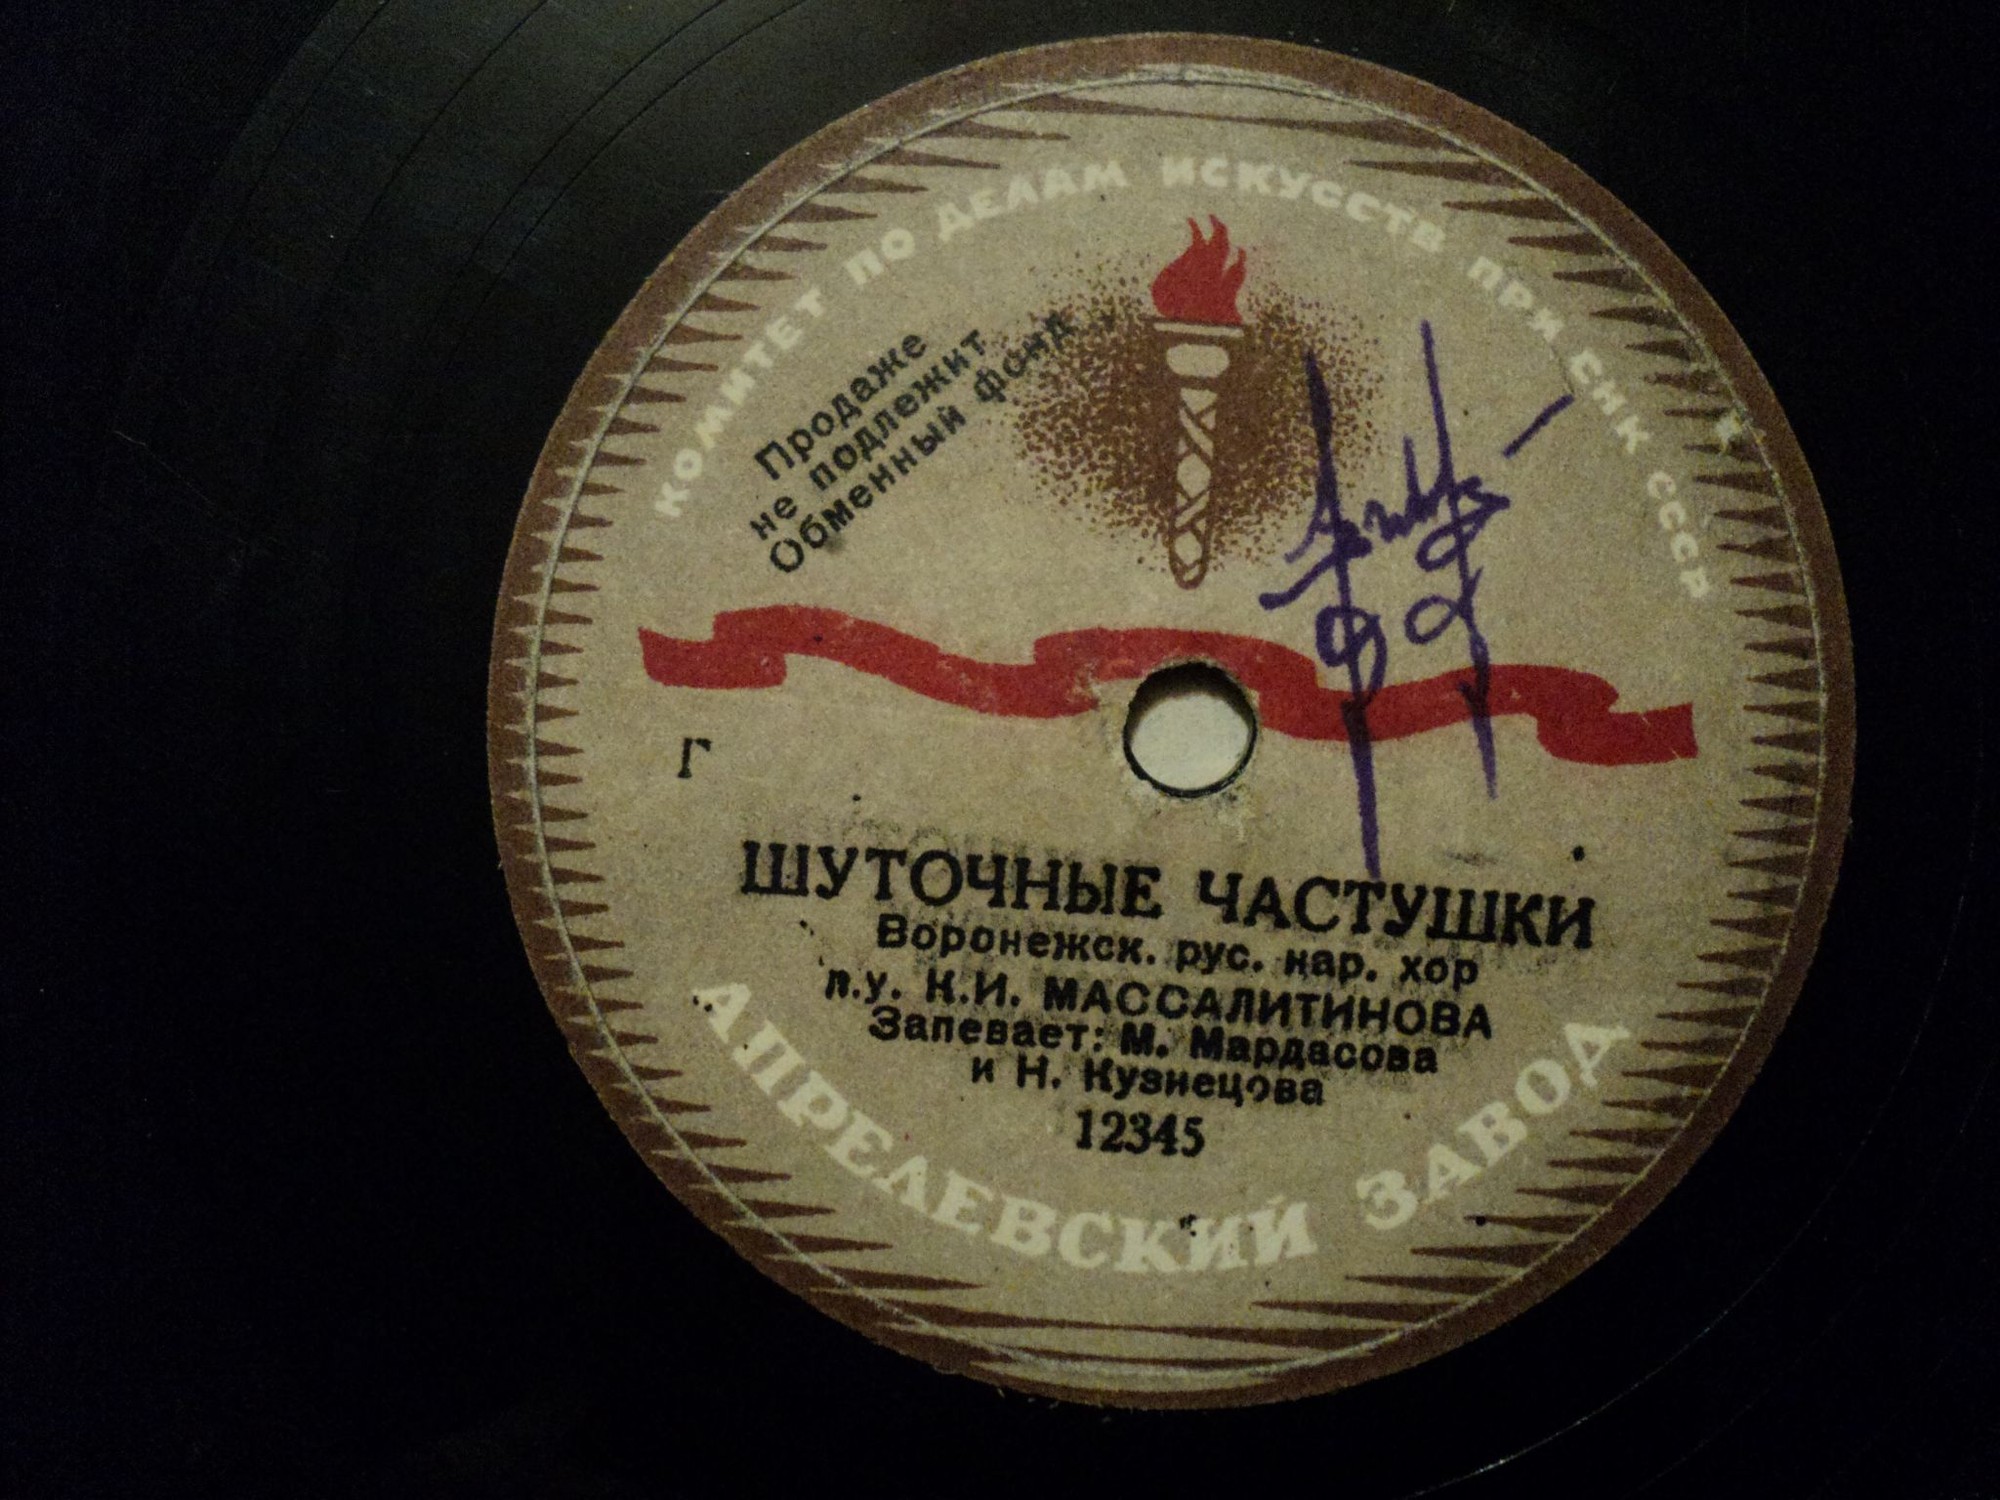 КОМИТЕТ ПО ДЕЛАМ ИСКУССТВ ПРИ СНК СССР
Продаже
не подлежит
Обменный фонд
Г
ШУТОЧНЫЕ ЧАСТУШКИ
Воронежск. рус. нар. хор
п.у. К.И. МАССАЛИТИНОВА
Запевает: М. Мардасова
и Н. Кузнецова
12345
АПРЕЛЕВСКИЙ ЗАВОД